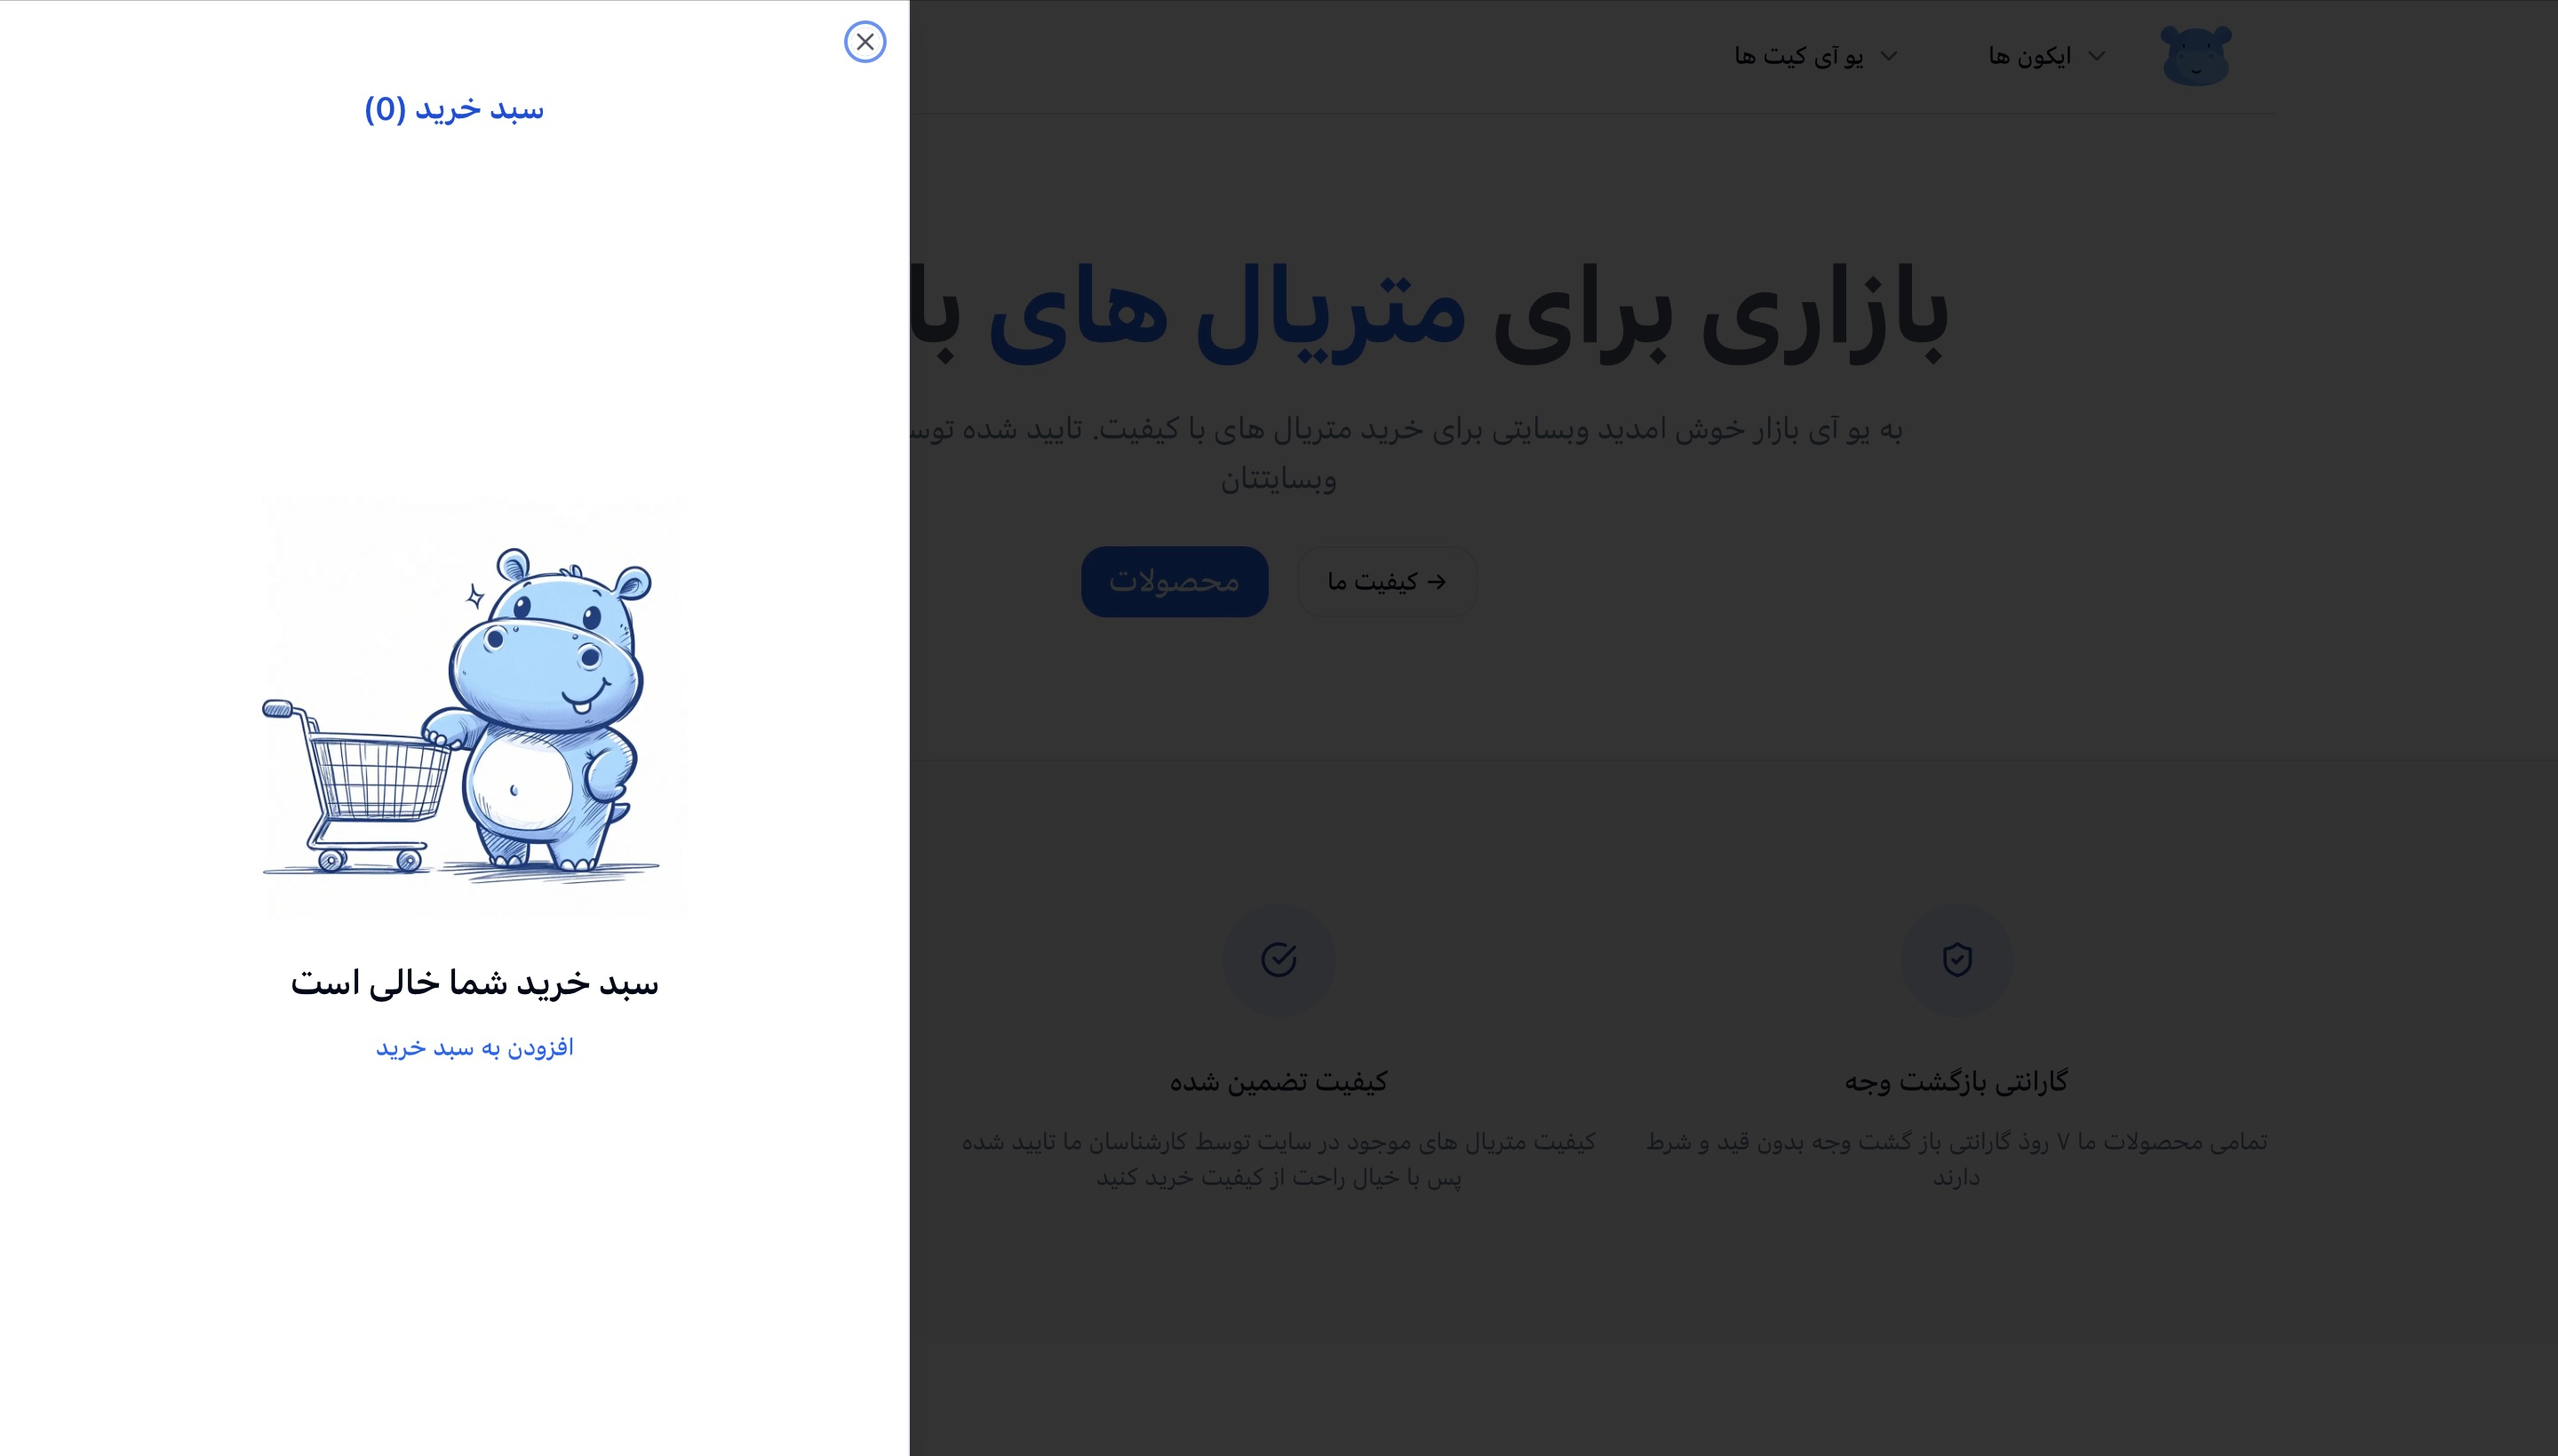 سبد خرید (0)
سبد خرید شما خالی است
افزودن به سبد خرید
ایکون ها
یو آی کیت ها
بازاری برای متریال های با
به یو آی بازار خوش امدید وبسایتی برای خرید متریال های با کیفیت. تایید شده
وبسایتتان
کیفیت ما →
محصولات
گارانتی بازگشت وجه
تمامی محصولات ما ۷ روذ گارانتی باز گشت وجه بدون قید و شرط
دارند
کیفیت تضمین شده
کیفیت متریال های موجود در سایت توسط کارشناسان ما تایید شده
پس با خیال راحت از کیفیت خرید کنید